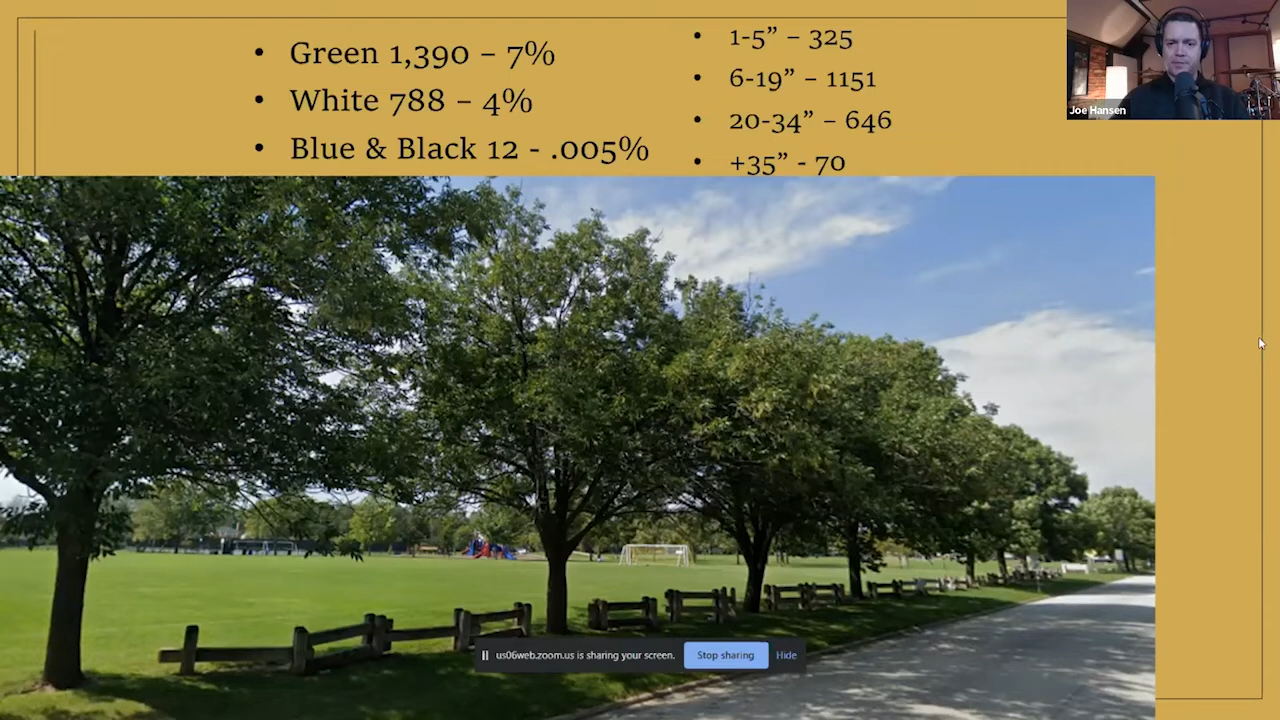 • Green 1,390 – 7%
• White 788 – 4%
• Blue & Black 12 - .005%
• 1-5” – 325
• 6-19” – 1151
• 20-34” – 646
• +35” - 70
Joe Hansen
us06web.zoom.us is sharing your screen. Stop sharing Hide